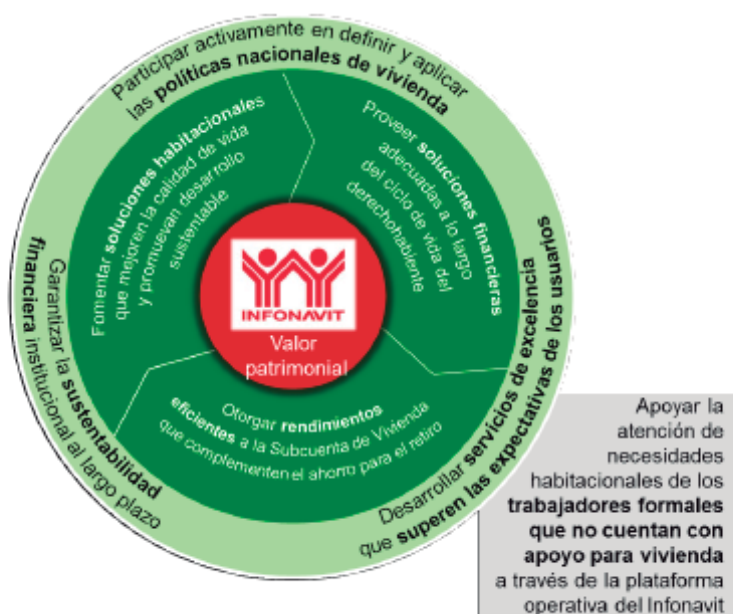 Participar activamente en definir y aplicar
las políticas nacionales de vivienda
Fomentar soluciones habitacionales
que mejoren la calidad de vida
y promuevan desarrollo
sustentable
Proveer soluciones financieras
adecuadas a lo largo
del ciclo de vida del
derechohabiente
INFONAVIT
Valor
patrimonial
Otorgar rendimientos
eficientes a la Subcuenta de Vivienda
que complementen el ahorro para el retiro
Garantizar la sustentabilidad
financiera institucional al largo plazo
Desarrollar servicios de excelencia
que superen las expectativas de los usuarios
Apoyar la
atención de
necesidades
habitacionales de los
trabajadores formales
que no cuentan con
apoyo para vivienda
a través de la plataforma
operativa del Infonavit